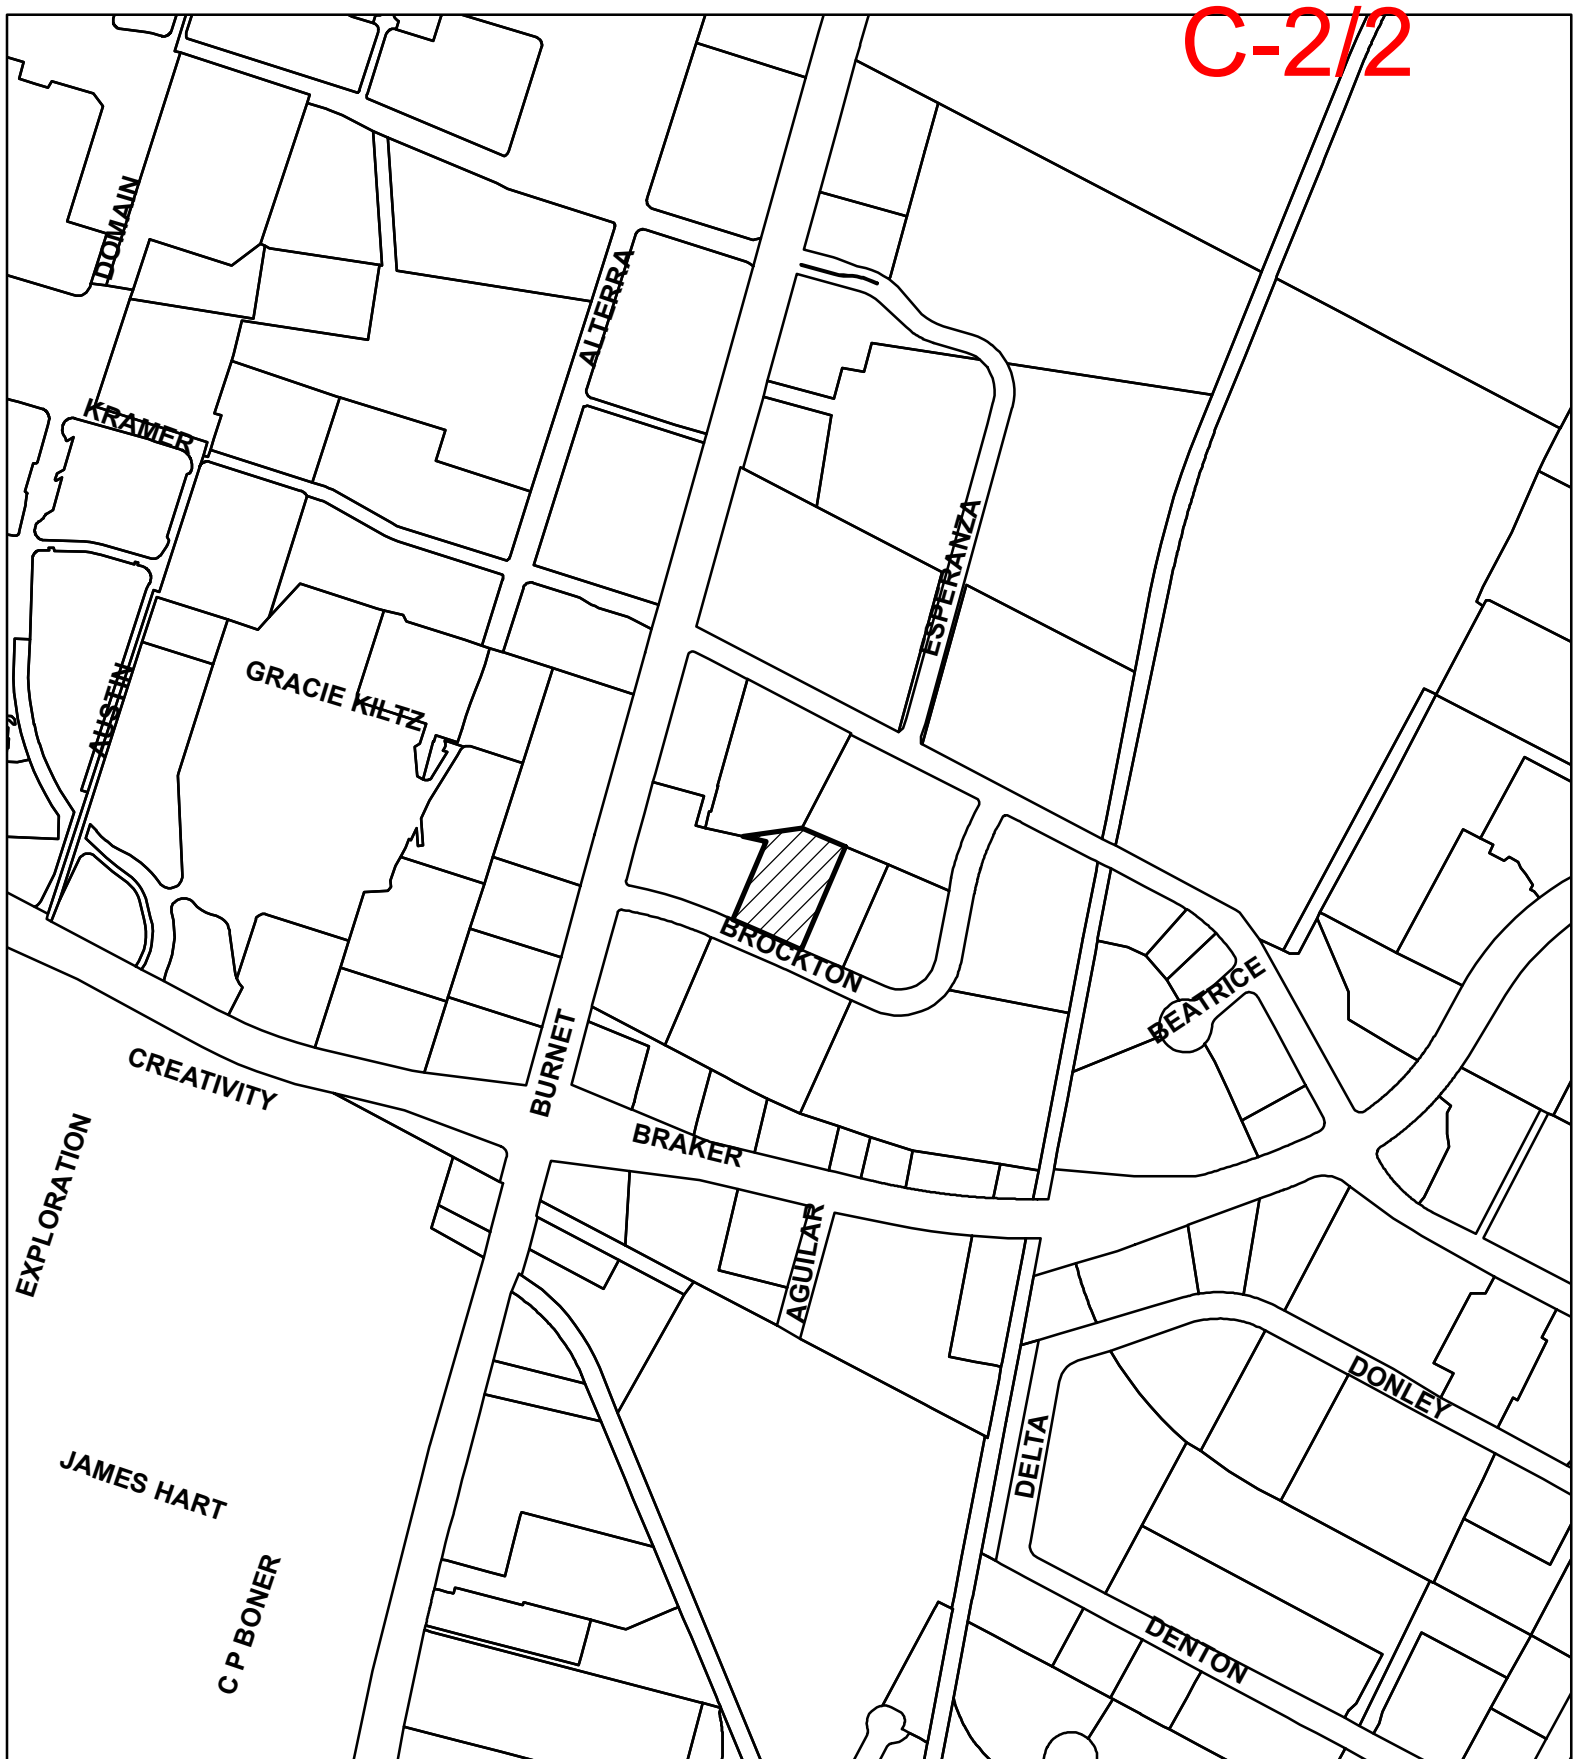 C-2/2
DOMAIN
ALTERRA
KRAMER
ESPERANZA
GRACIE KILTZ
AUSTIN
BROCKTON
BEATRICE
BURNET
CREATIVITY
BRAKER
EXPLORATION
AGUILAR
DONLEY
DELTA
JAMES HART
C P BONER
DENTON